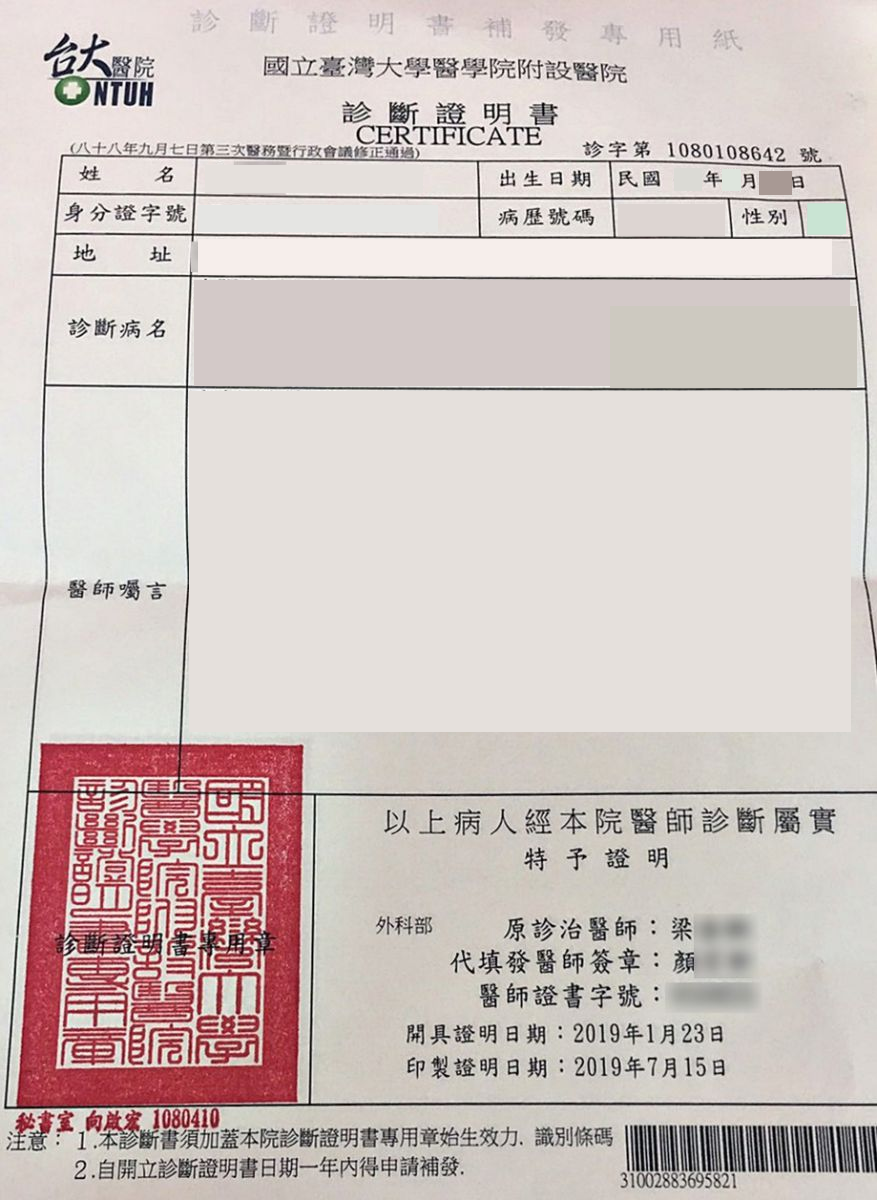 診斷證明書補發專用紙
台大醫院
NTUH
國立臺灣大學醫學院附設醫院
診斷證明書
CERTIFICATE
(八十八年九月七日第三次醫務暨行政會議修正通過)
診字第 1080108642 號
姓名 出生日期 民國 年 月 日
身分證字號 病歷號碼 性別
地址
診斷病名
醫師囑言
國立臺灣大學
醫學院附設醫院
診斷證明書專用章
以上病人經本院醫師診斷屬實
特予證明
外科部 原診治醫師：梁
診斷證明書專用章
代填發醫師簽章：顏
醫師證書字號：
開具證明日期：2019年1月23日
印製證明日期：2019年7月15日
秘書室 向啟宏 1080410
注意：1.本診斷書須加蓋本院診斷證明書專用章始生效力. 識別條碼
2.自開立診斷證明書日期一年內得申請補發.
31002883695821